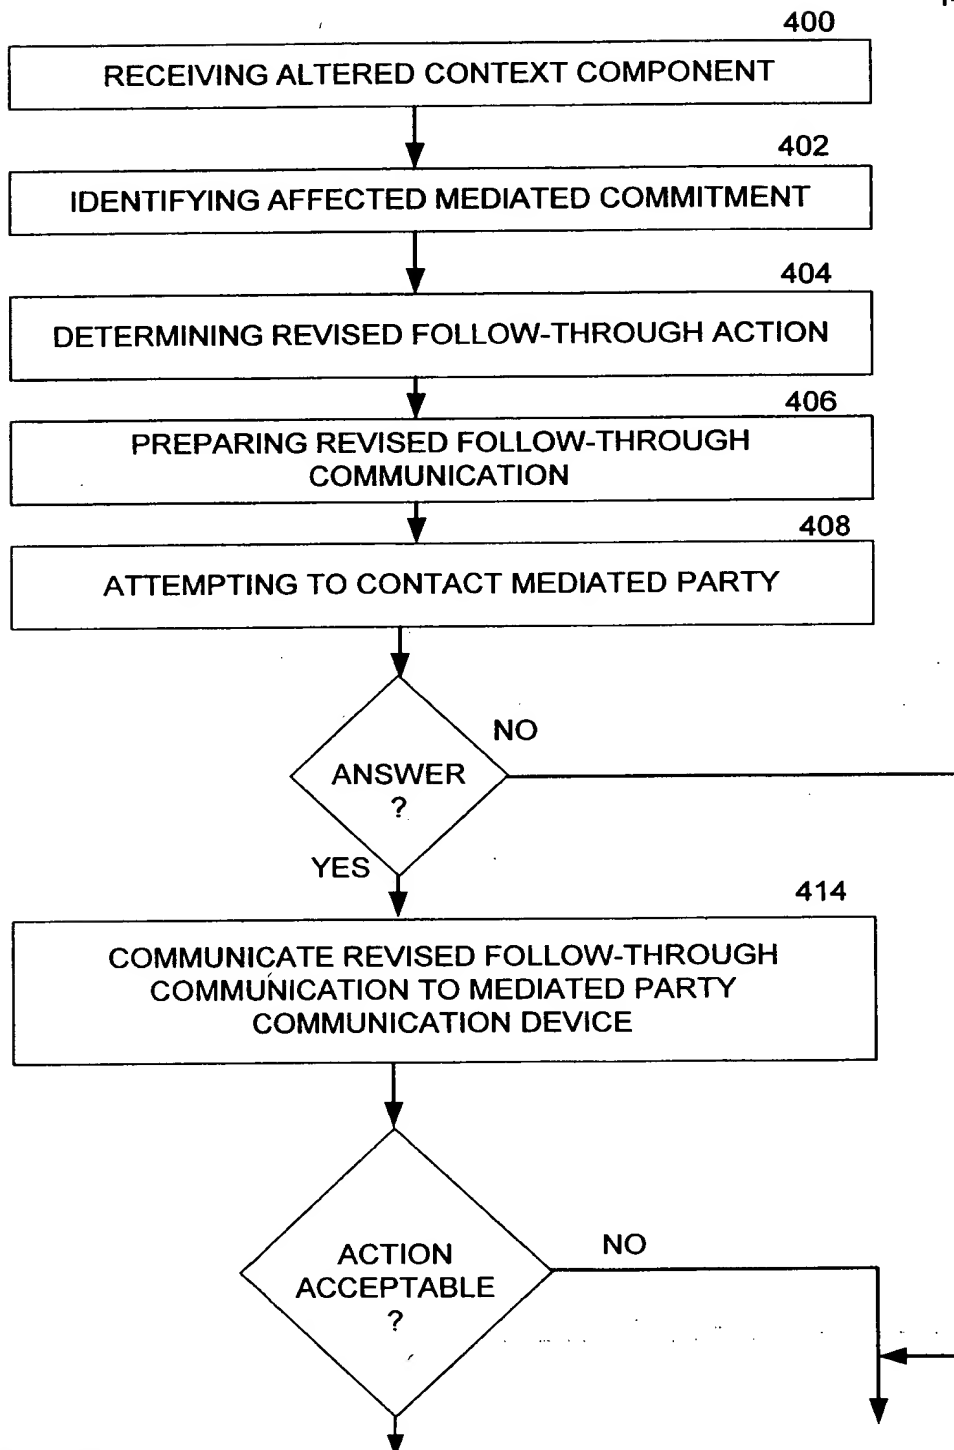 400
RECEIVING ALTERED CONTEXT COMPONENT
402
IDENTIFYING AFFECTED MEDIATED COMMITMENT
404
DETERMINING REVISED FOLLOW-THROUGH ACTION
406
PREPARING REVISED FOLLOW-THROUGH
COMMUNICATION
408
ATTEMPTING TO CONTACT MEDIATED PARTY
NO
ANSWER
?
YES
414
COMMUNICATE REVISED FOLLOW-THROUGH
COMMUNICATION TO MEDIATED PARTY
COMMUNICATION DEVICE
NO
ACTION
ACCEPTABLE
?